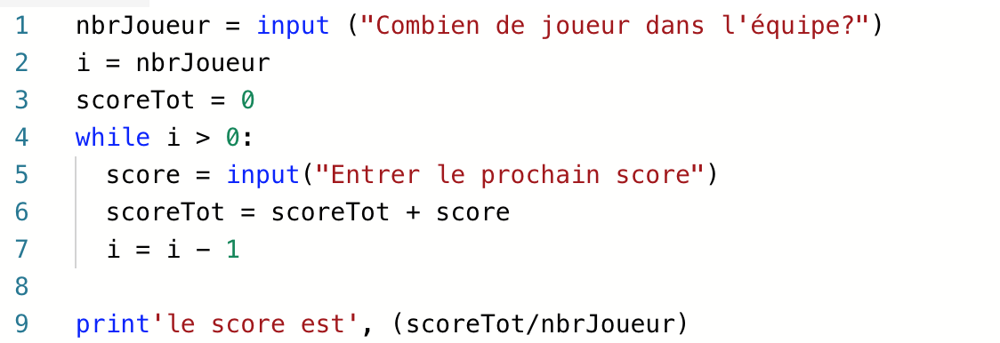 1 nbrJoueur = input ("Combien de joueur dans l'équipe?")
2 i = nbrJoueur
3 scoreTot = 0
4 while i > 0:
5   score = input("Entrer le prochain score")
6   scoreTot = scoreTot + score
7   i = i - 1
8
9 print'le score est', (scoreTot/nbrJoueur)